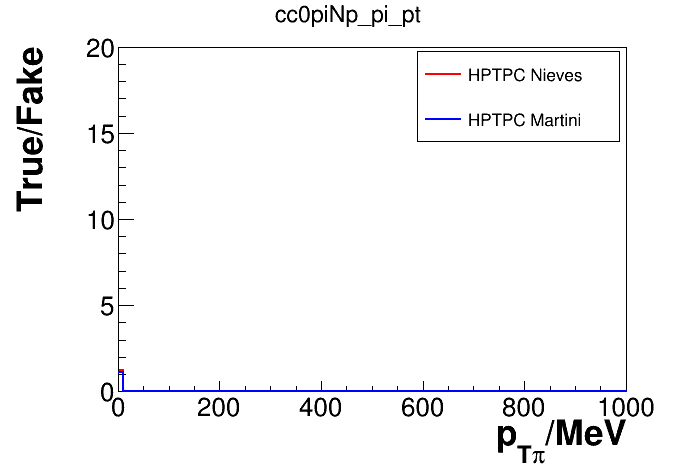 cc0piNp_pi_pt
True/Fake
20
15
10
5
0
HPTPC Nieves
HPTPC Martini
0 200 400 600 800 1000
pTπ/MeV